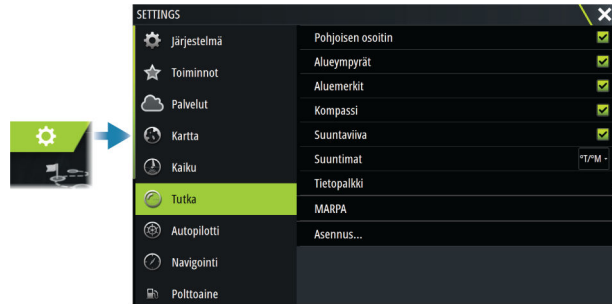 SETTINGS
Järjestelmä
Toiminnot
Palvelut
Kartta
Kaiku
Tutka
Autopilotti
Navigointi
Polttoaine
Pohjoisen osoitin
Alueympyrät
Aluemerkit
Kompassi
Suuntaviiva
Suuntimat °T/°M
Tietopalkki
MARPA
Asennus...